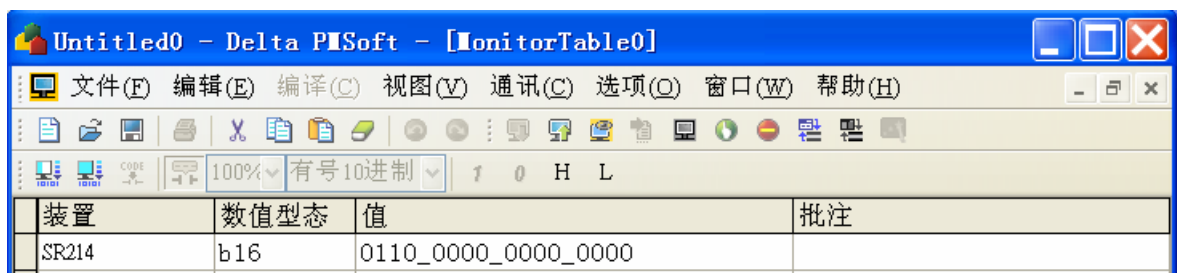 Untitled0 - Delta PMSoft - [MonitorTable0]
文件(F) 编辑(E) 编译(C) 视图(V) 通讯(C) 选项(O) 窗口(W) 帮助(H)
CODE 100% 有号10进制 1 0 H L
装置 数值型态 值 批注
SR214 b16 0110_0000_0000_0000